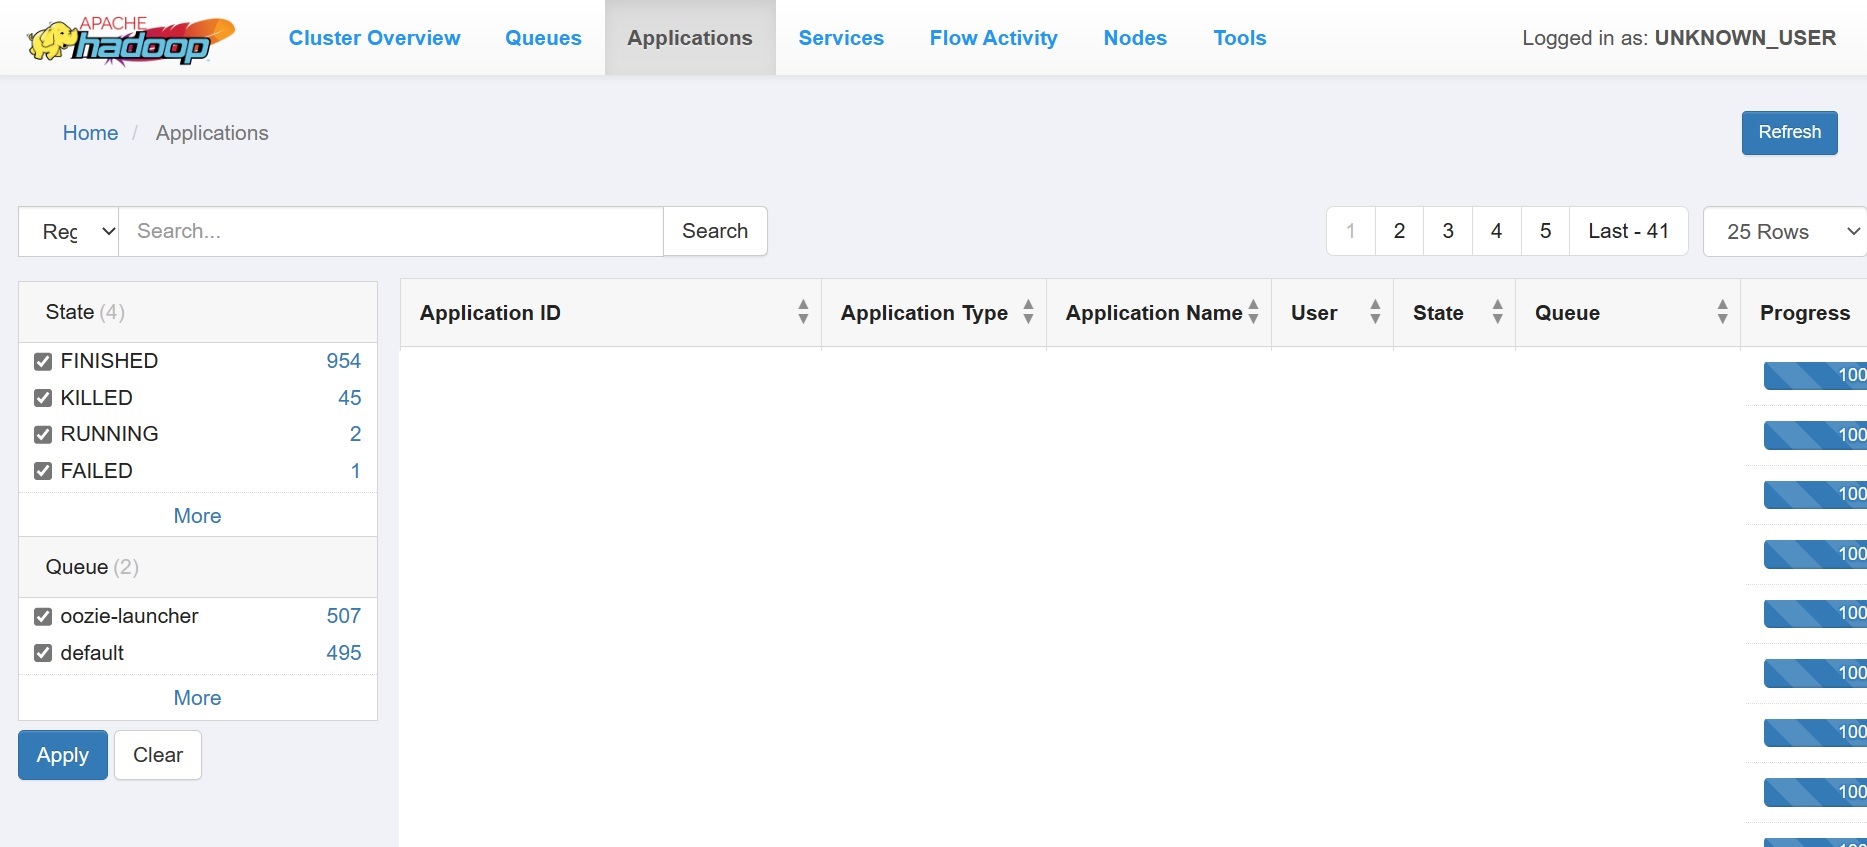 APACHE
hadoop
Cluster Overview Queues Applications Services Flow Activity Nodes Tools Logged in as: UNKNOWN_USER
Home / Applications Refresh
Search... Search 1 2 3 4 5 Last - 41 25 Rows
State (4)
FINISHED 954
KILLED 45
RUNNING 2
FAILED 1
More
Queue (2)
oozie-launcher 507
default 495
More
Apply Clear
Application ID Application Type Application Name User State Queue Progress
100
100
100
100
100
100
100
100